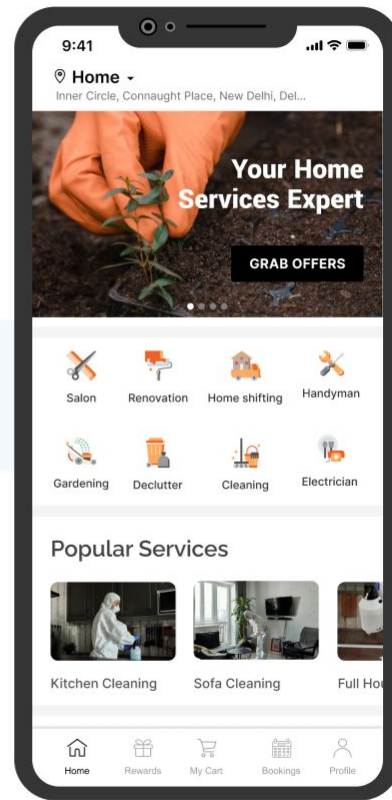 9:41
Home
Inner Circle, Connaught Place, New Delhi, Del...
Your Home
Services Expert
GRAB OFFERS
Salon
Renovation
Home shifting
Handyman
Gardening
Declutter
Cleaning
Electrician
Popular Services
Kitchen Cleaning
Sofa Cleaning
Full Hou
Home
Rewards
My Cart
Bookings
Profile